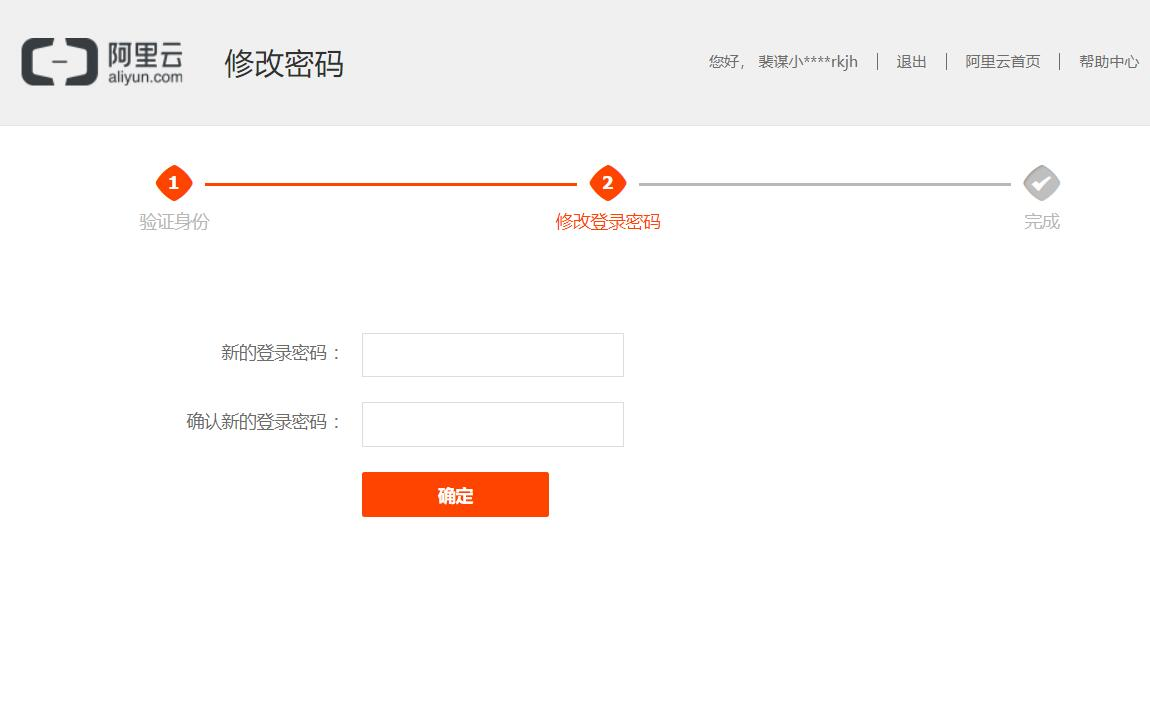 阿里云
aliyun.com
修改密码
您好， 裴谋小****rkjh 退出 阿里云首页 帮助中心
1 2
验证身份 修改登录密码 完成
新的登录密码：
确认新的登录密码：
确定